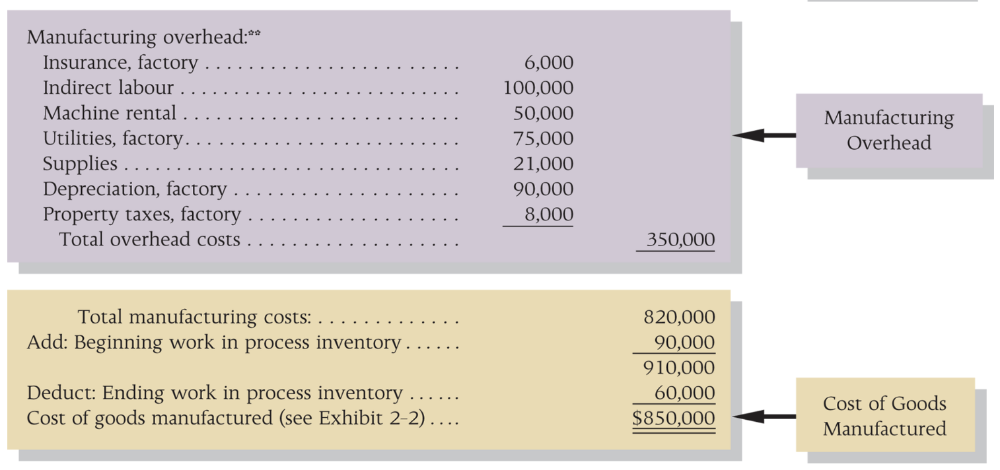 Manufacturing overhead:**
Insurance, factory . . . . . . . . . . . . . . . . . . . . . . . 6,000
Indirect labour . . . . . . . . . . . . . . . . . . . . . . . . . 100,000
Machine rental . . . . . . . . . . . . . . . . . . . . . . . . . 50,000
Utilities, factory. . . . . . . . . . . . . . . . . . . . . . . . . 75,000
Supplies . . . . . . . . . . . . . . . . . . . . . . . . . . . . . . 21,000
Depreciation, factory . . . . . . . . . . . . . . . . . . . . 90,000
Property taxes, factory . . . . . . . . . . . . . . . . . . . 8,000
Total overhead costs . . . . . . . . . . . . . . . . . . . 350,000
Manufacturing
Overhead
Total manufacturing costs: . . . . . . . . . . . . . 820,000
Add: Beginning work in process inventory . . . . . . 90,000
910,000
Deduct: Ending work in process inventory . . . . . . 60,000
Cost of goods manufactured (see Exhibit 2-2) . . . . $850,000
Cost of Goods
Manufactured